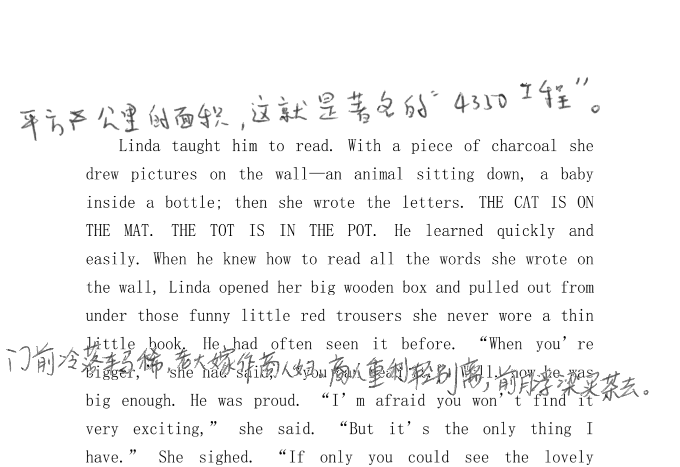 平方公里的面积，这就是著名的“4350工程”。
Linda taught him to read. With a piece of charcoal she
drew pictures on the wall—an animal sitting down, a baby
inside a bottle; then she wrote the letters. THE CAT IS ON
THE MAT. THE TOT IS IN THE POT. He learned quickly and
easily. When he knew how to read all the words she wrote on
the wall, Linda opened her big wooden box and pulled out from
under those funny little red trousers she never wore a thin
little book. He had often seen it before. “When you’re
门前冷落车马稀，老大嫁作商人妇。商人重利轻别离，前月浮梁买茶去。
bigger,” she had said, “you can read it.” Well, now he was
big enough. He was proud. “I’m afraid you won’t find it
very exciting,” she said. “But it’s the only thing I
have.” She sighed. “If only you could see the lovely